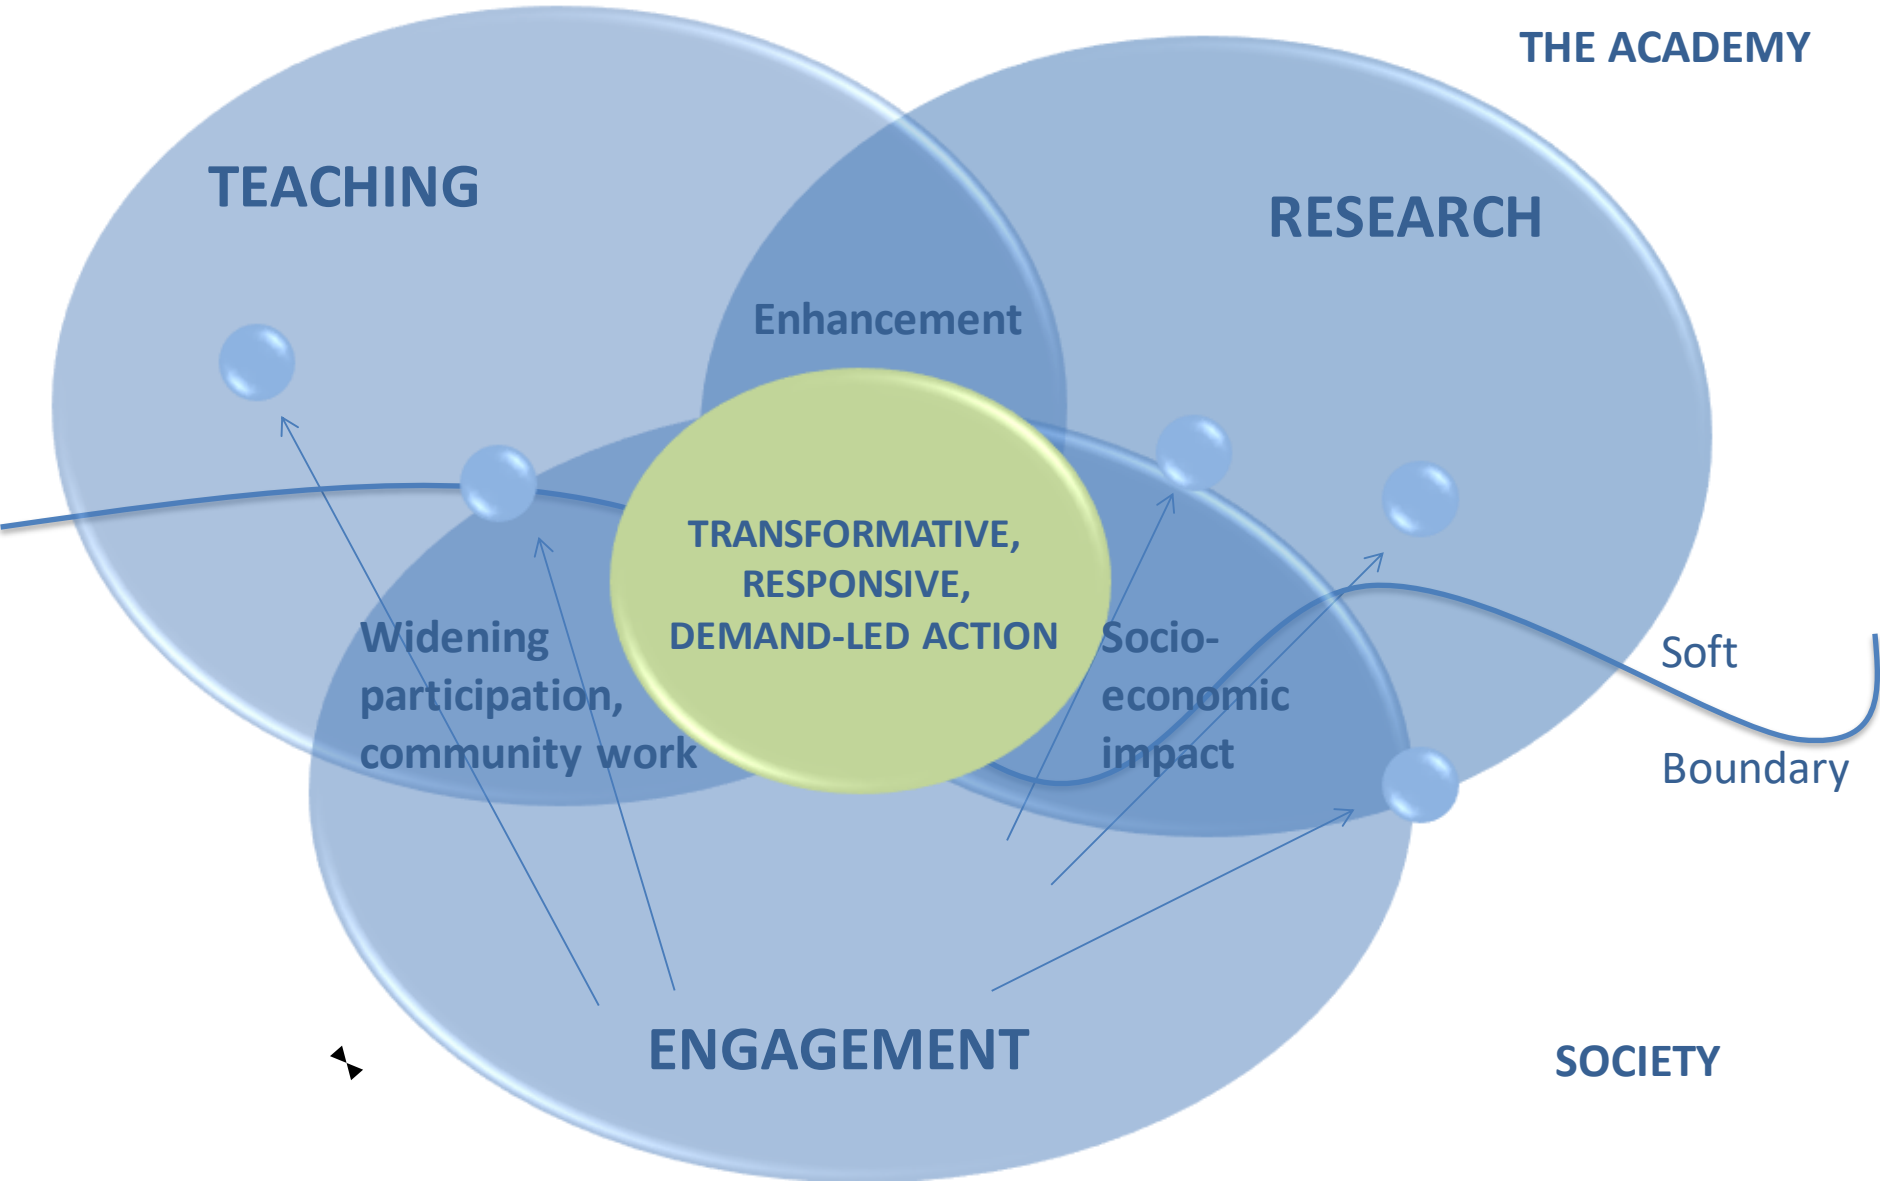 THE ACADEMY
TEACHING
RESEARCH
Enhancement
TRANSFORMATIVE,
RESPONSIVE,
DEMAND-LED ACTION
Widening
participation,
community work
Socio-
economic
impact
Soft
Boundary
ENGAGEMENT
SOCIETY